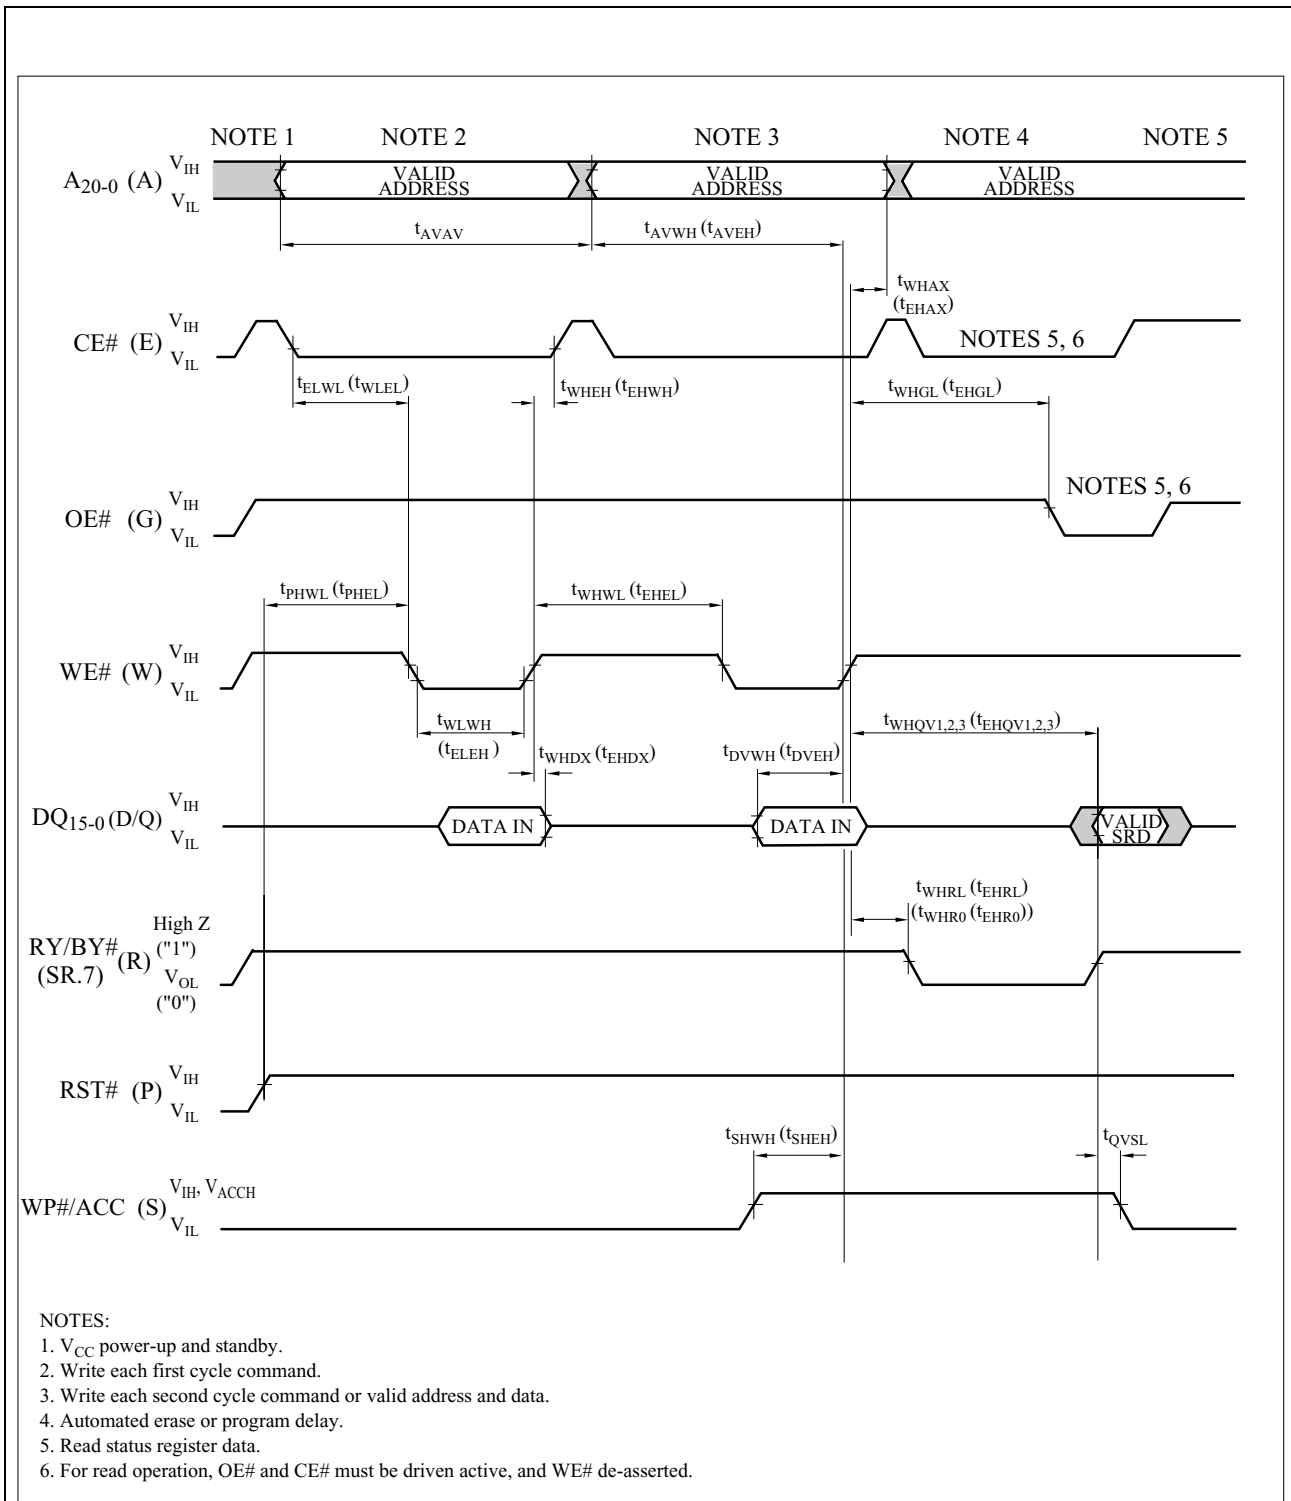 NOTE 1 NOTE 2 NOTE 3 NOTE 4 NOTE 5
A20-0 (A) VIH VIL
VALID ADDRESS VALID ADDRESS VALID ADDRESS
tAVAV tAVWH (tAVEH)
tWHAX
(tEHAX)
CE# (E) VIH VIL
NOTES 5, 6
tELWL (tWLEL) tWHEH (tEHWH) tWHGL (tEHGL)
OE# (G) VIH VIL
NOTES 5, 6
tPHWL (tPHEL) tWHWL (tEHEL)
WE# (W) VIH VIL
tWLWH
(tELEH)
tWHDX (tEHDX) tDVWH (tDVEH) tWHQV1,2,3 (tEHQV1,2,3)
DQ15-0 (D/Q) VIH VIL
DATA IN DATA IN VALID SRD
tWHRL (tEHRL)
(tWHR0 (tEHR0))
RY/BY# (R)
(SR.7)
High Z
("1")
VOL
("0")
RST# (P) VIH VIL
tSHWH (tSHEH) tQVSL
WP#/ACC (S) VIH, VACCH VIL
NOTES:
1. VCC power-up and standby.
2. Write each first cycle command.
3. Write each second cycle command or valid address and data.
4. Automated erase or program delay.
5. Read status register data.
6. For read operation, OE# and CE# must be driven active, and WE# de-asserted.